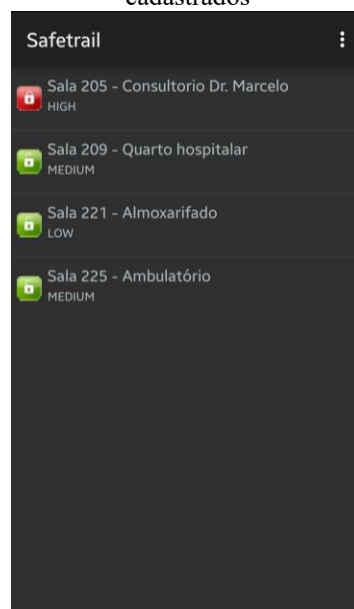 cadastrados
Safetrail
Sala 205 - Consultorio Dr. Marcelo
HIGH
Sala 209 - Quarto hospitalar
MEDIUM
Sala 221 - Almoxarifado
LOW
Sala 225 - Ambulatório
MEDIUM